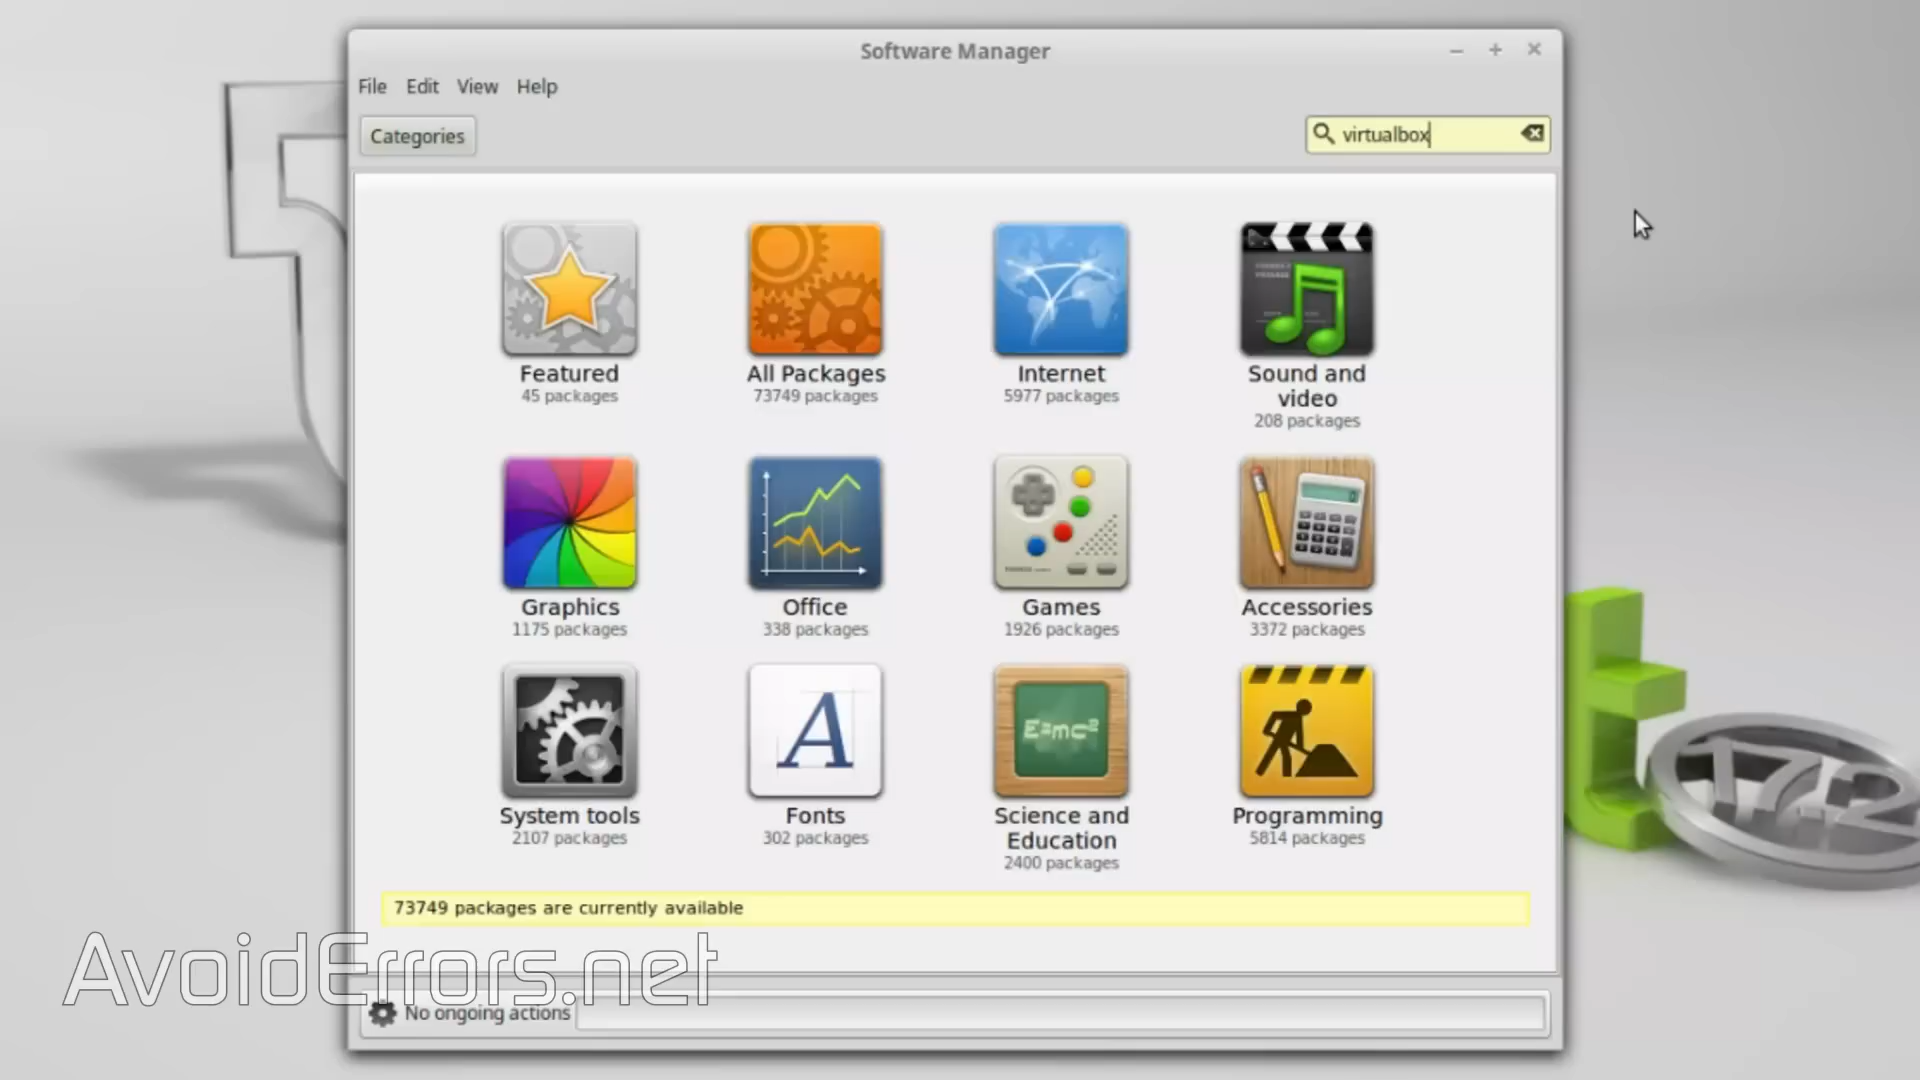 Software Manager
File Edit View Help
Categories
virtualbox
Featured
45 packages
All Packages
73749 packages
Internet
5977 packages
Sound and
video
208 packages
Graphics
1175 packages
Office
338 packages
Games
1926 packages
Accessories
3372 packages
System tools
2107 packages
Fonts
302 packages
E=mc²
Science and
Education
2400 packages
Programming
5814 packages
73749 packages are currently available
AvoidErrors.net
No ongoing actions
172